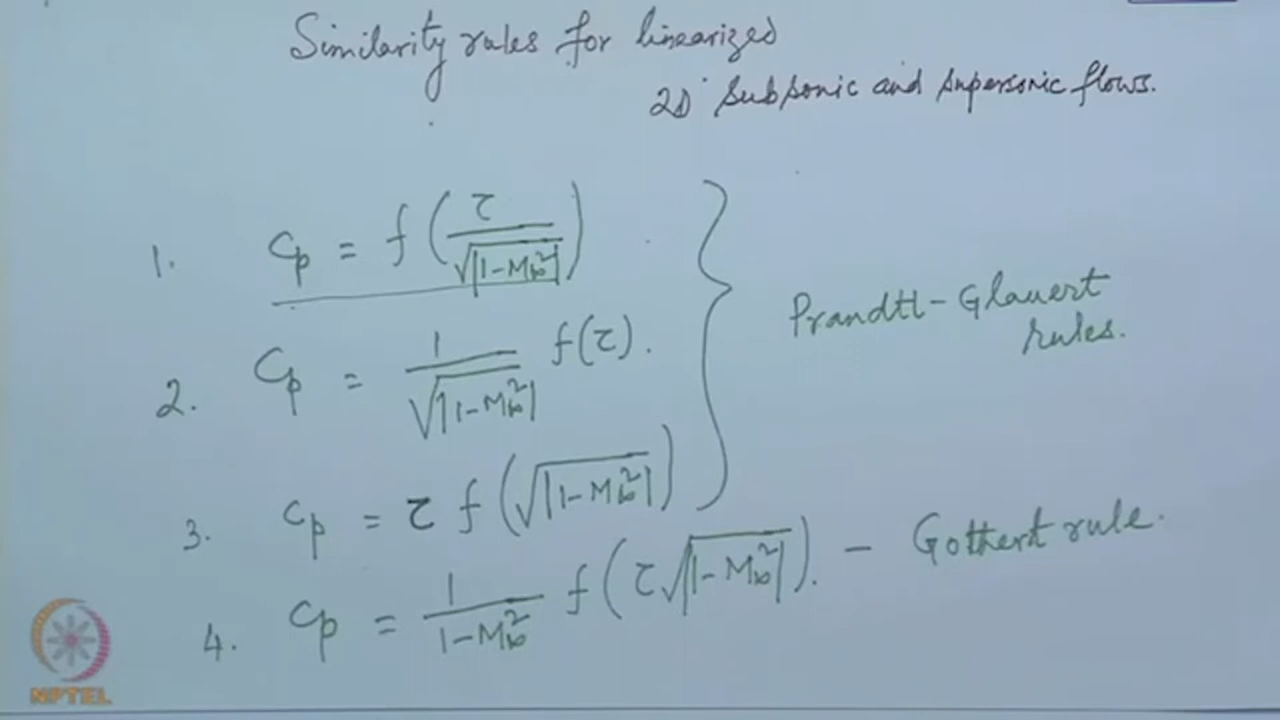 Similarity rules for linearized
2D subsonic and supersonic flows.
1. Cp = f(τ / √|1-M∞²|)
2. Cp = 1 / √|1-M∞²| f(τ).
Prandtl-Glauert
rules.
3. Cp = τ f(√|1-M∞²|)
4. Cp = 1 / 1-M∞² f(τ√|1-M∞²|). - Gothert rule.
NPTEL